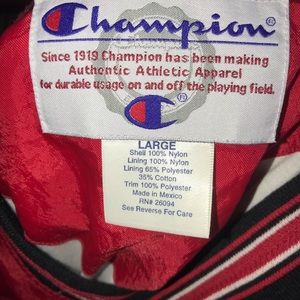 Champion
Since 1919 Champion has been making
Authentic Athletic Apparel
for durable usage on and off the playing field.
LARGE
Shell 100% Nylon
Lining 100% Nylon
Lining 65% Polyester
35% Cotton
Trim 100% Polyester
Made in Mexico
RN# 26094
See Reverse For Care